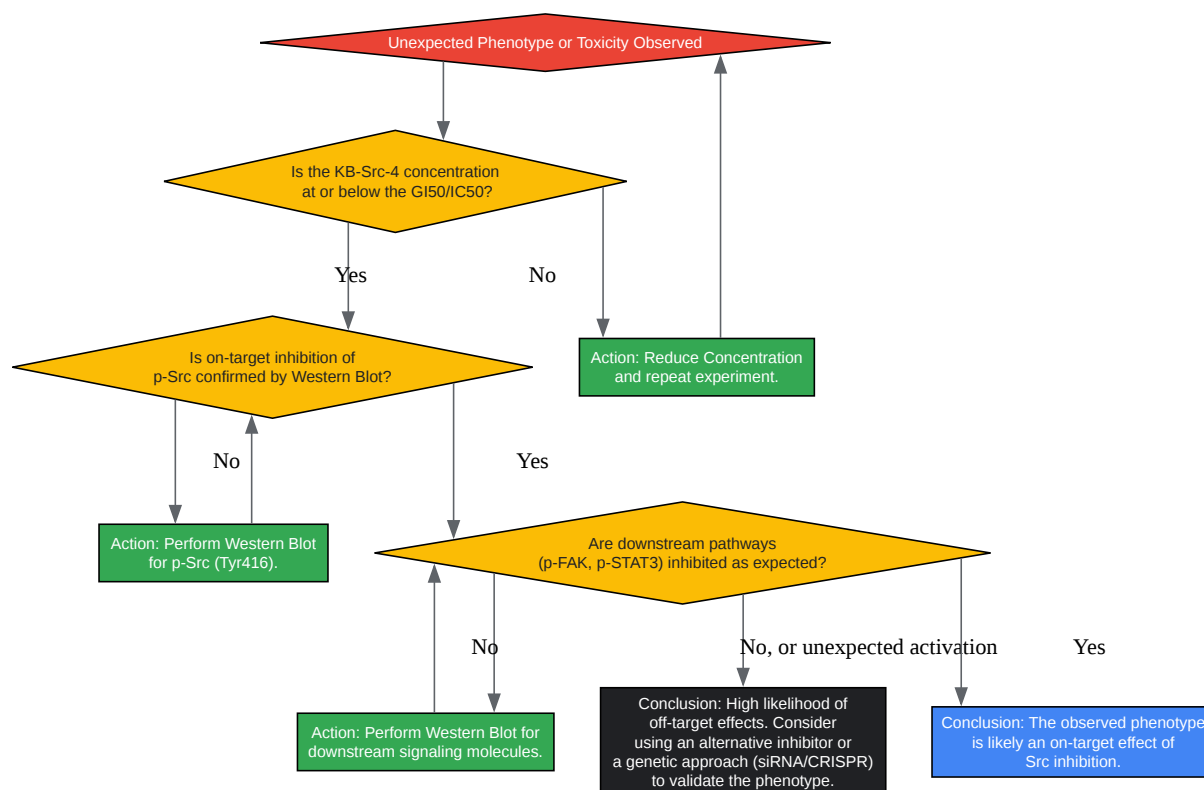 Unexpected Phenotype or Toxicity Observed
Is the KB-Src-4 concentration
at or below the GI50/IC50?
Yes
No
Is on-target inhibition of
p-Src confirmed by Western Blot?
Action: Reduce Concentration
and repeat experiment.
No
Yes
Action: Perform Western Blot
for p-Src (Tyr416).
Are downstream pathways
(p-FAK, p-STAT3) inhibited as expected?
No
No, or unexpected activation
Yes
Action: Perform Western Blot for
downstream signaling molecules.
Conclusion: High likelihood of
off-target effects. Consider
using an alternative inhibitor or
a genetic approach (siRNA/CRISPR)
to validate the phenotype.
Conclusion: The observed phenotype
is likely an on-target effect of
Src inhibition.